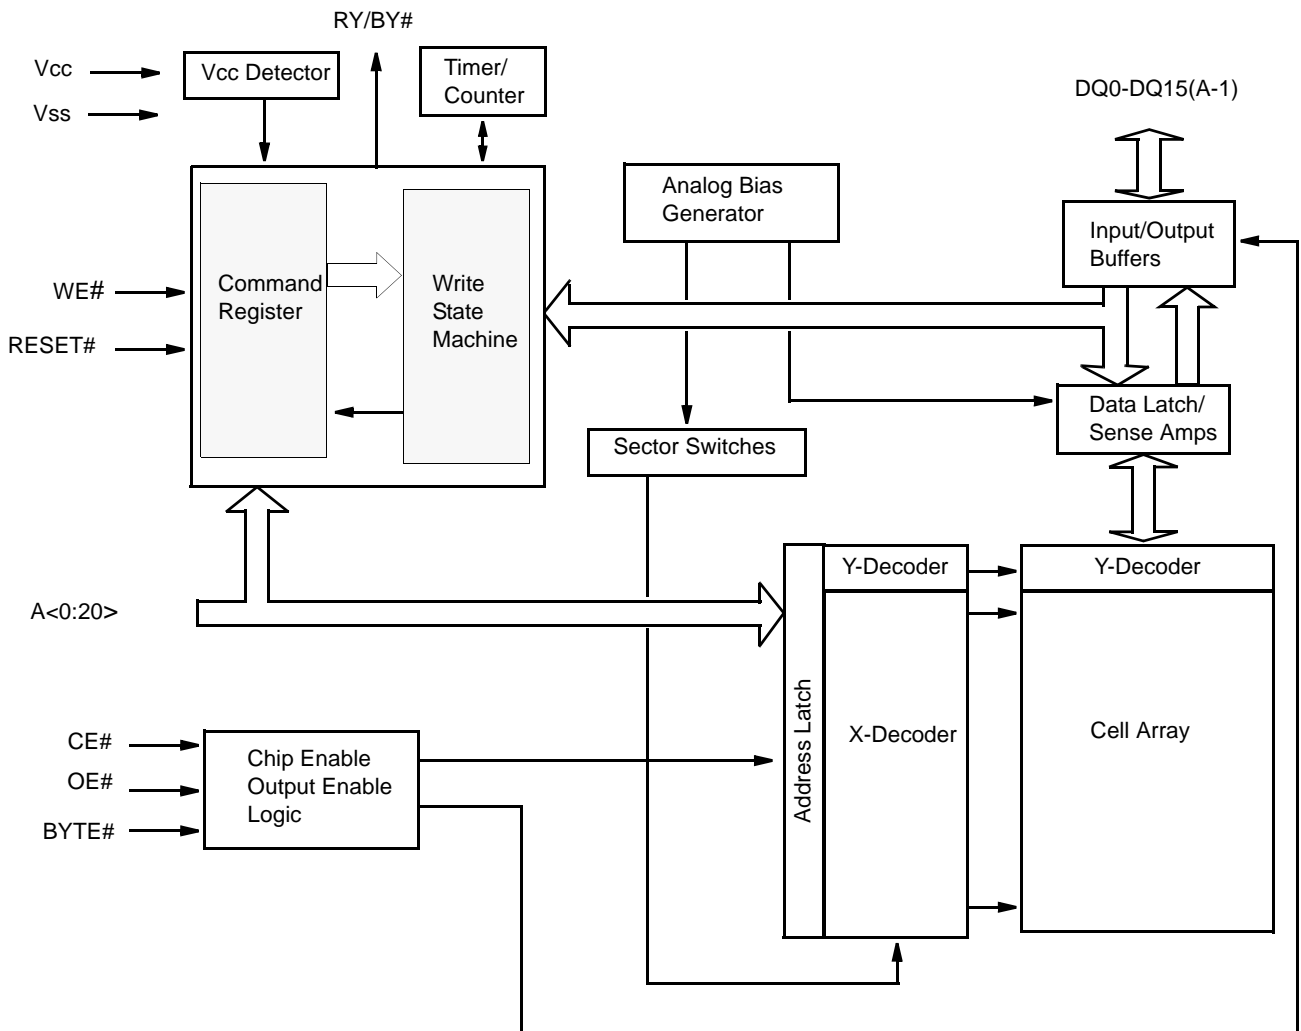 RY/BY#
Vcc
Vss
Vcc Detector
Timer/
Counter
DQ0-DQ15(A-1)
Analog Bias
Generator
Input/Output
Buffers
WE#
RESET#
Command
Register
Write
State
Machine
Data Latch/
Sense Amps
Sector Switches
Y-Decoder
Y-Decoder
A<0:20>
Address Latch
X-Decoder
Cell Array
CE#
OE#
BYTE#
Chip Enable
Output Enable
Logic